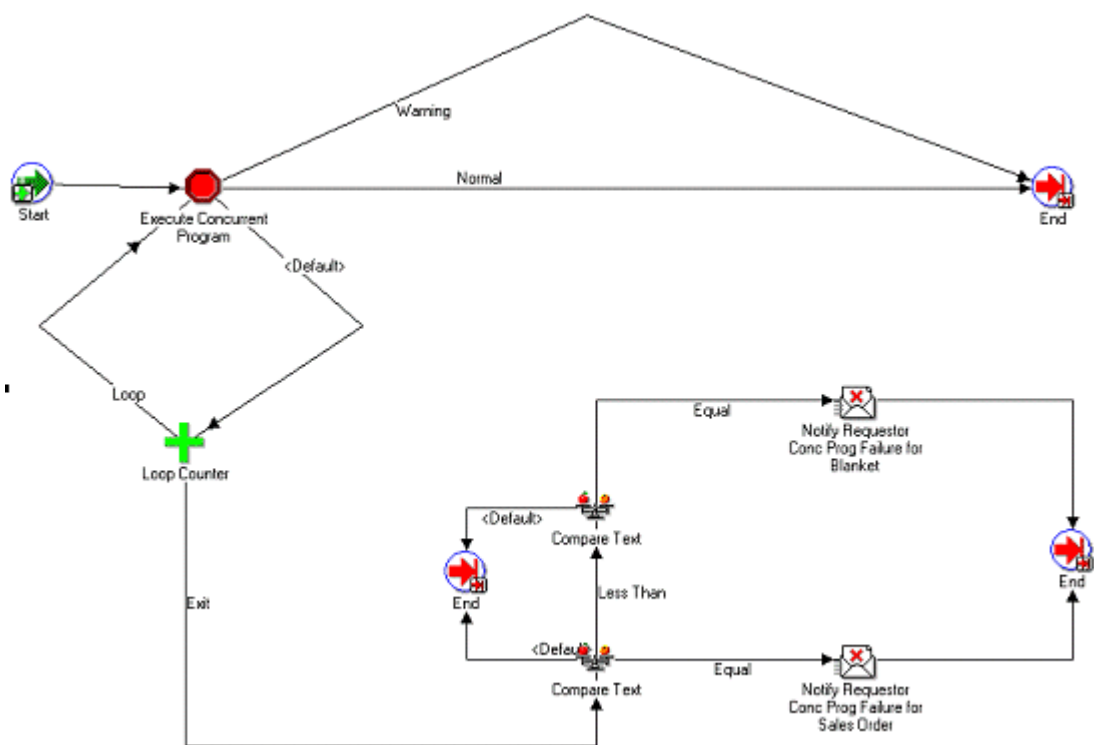 Warning
Normal
Start
Execute Concurrent
Program
End
<Default>
Loop
Loop Counter
Equal
Notify Requestor
Conc Prog Failure for
Blanket
<Default>
Compare Text
End
End
Exit
Less Than
<Defaul
Compare Text
Equal
Notify Requestor
Conc Prog Failure for
Sales Order